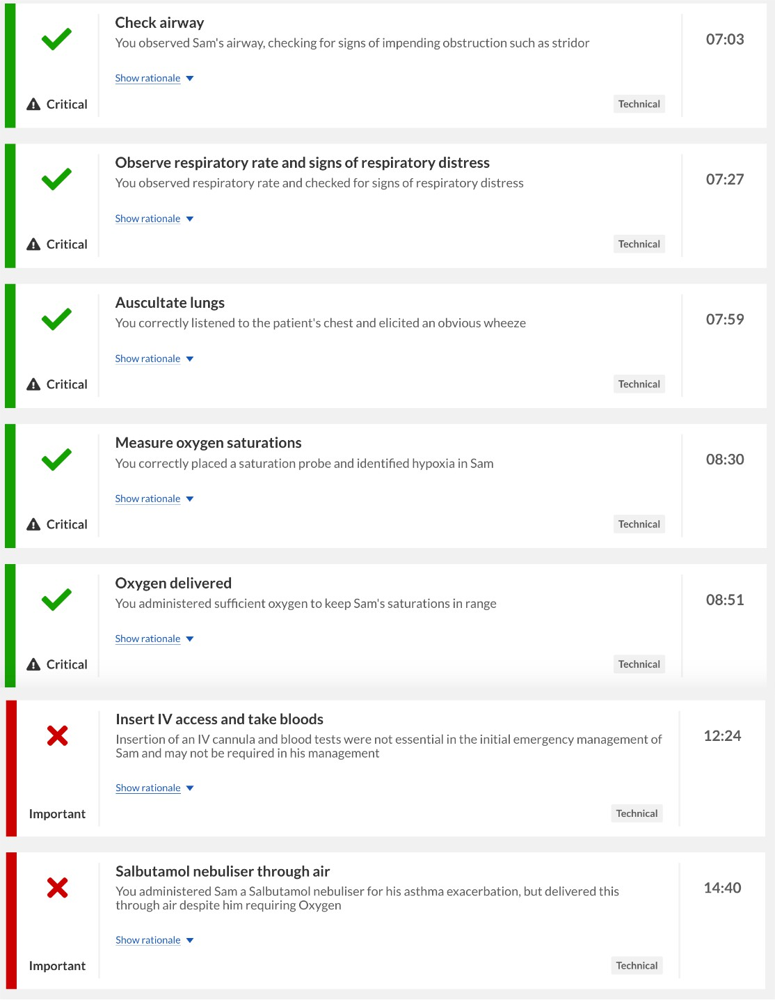 Check airway
07:03
You observed Sam's airway, checking for signs of impending obstruction such as stridor
Show rationale
Critical
Technical
Observe respiratory rate and signs of respiratory distress
07:27
You observed respiratory rate and checked for signs of respiratory distress
Show rationale
Critical
Technical
Auscultate lungs
07:59
You correctly listened to the patient's chest and elicited an obvious wheeze
Show rationale
Critical
Technical
Measure oxygen saturations
08:30
You correctly placed a saturation probe and identified hypoxia in Sam
Show rationale
Critical
Technical
Oxygen delivered
08:51
You administered sufficient oxygen to keep Sam's saturations in range
Show rationale
Critical
Technical
Insert IV access and take bloods
12:24
Insertion of an IV cannula and blood tests were not essential in the initial emergency management of
Sam and may not be required in his management
Show rationale
Important
Technical
Salbutamol nebuliser through air
14:40
You administered Sam a Salbutamol nebuliser for his asthma exacerbation, but delivered this
through air despite him requiring Oxygen
Show rationale
Important
Technical